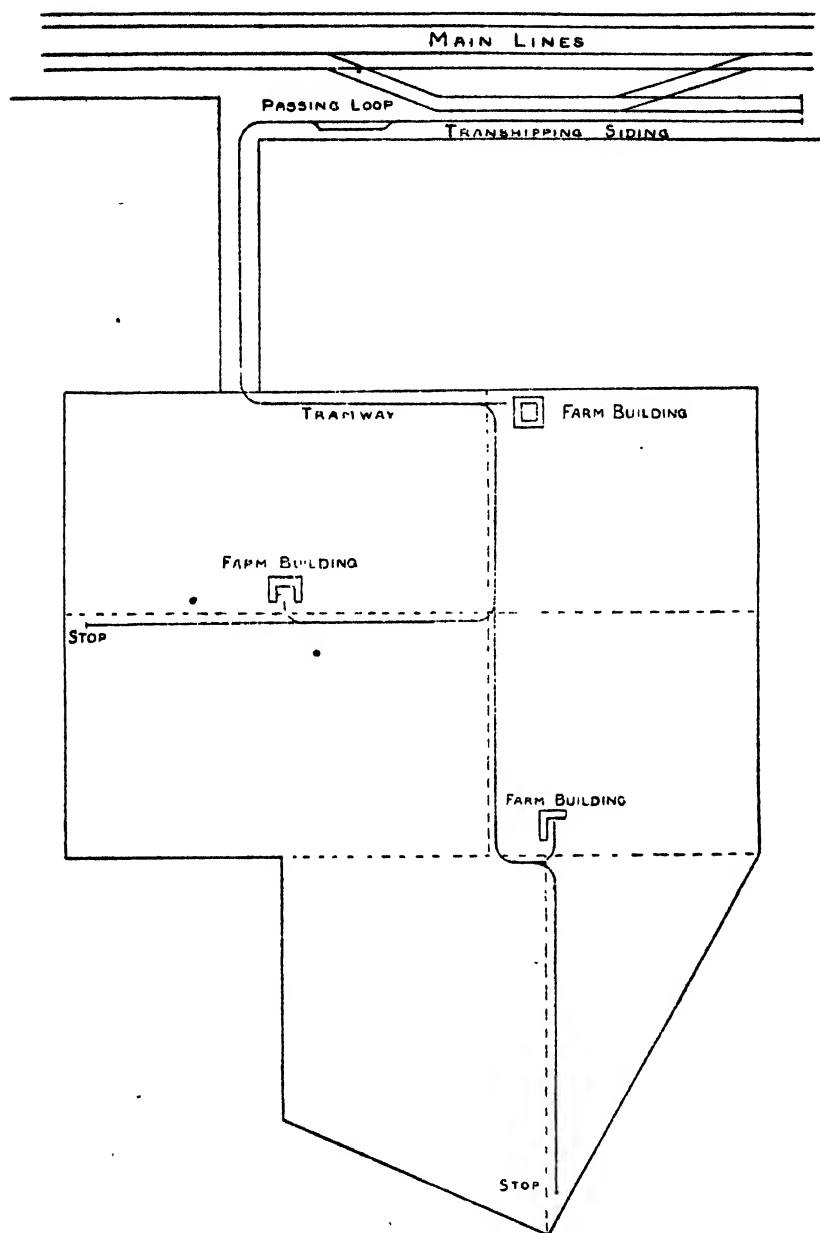 MAIN LINES
PASSING LOOP
TRANSHIPPING SIDING
TRAMWAY
FARM BUILDING
FARM BUILDING
STOP
FARM BUILDING
STOP